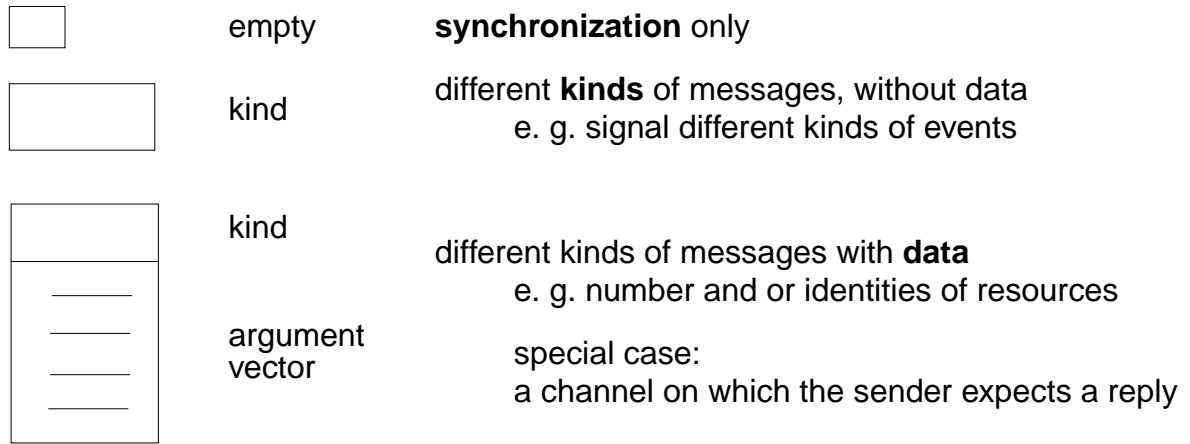 empty synchronization only
kind different kinds of messages, without data
e. g. signal different kinds of events
kind
different kinds of messages with data
e. g. number and or identities of resources
argument
vector
special case:
a channel on which the sender expects a reply